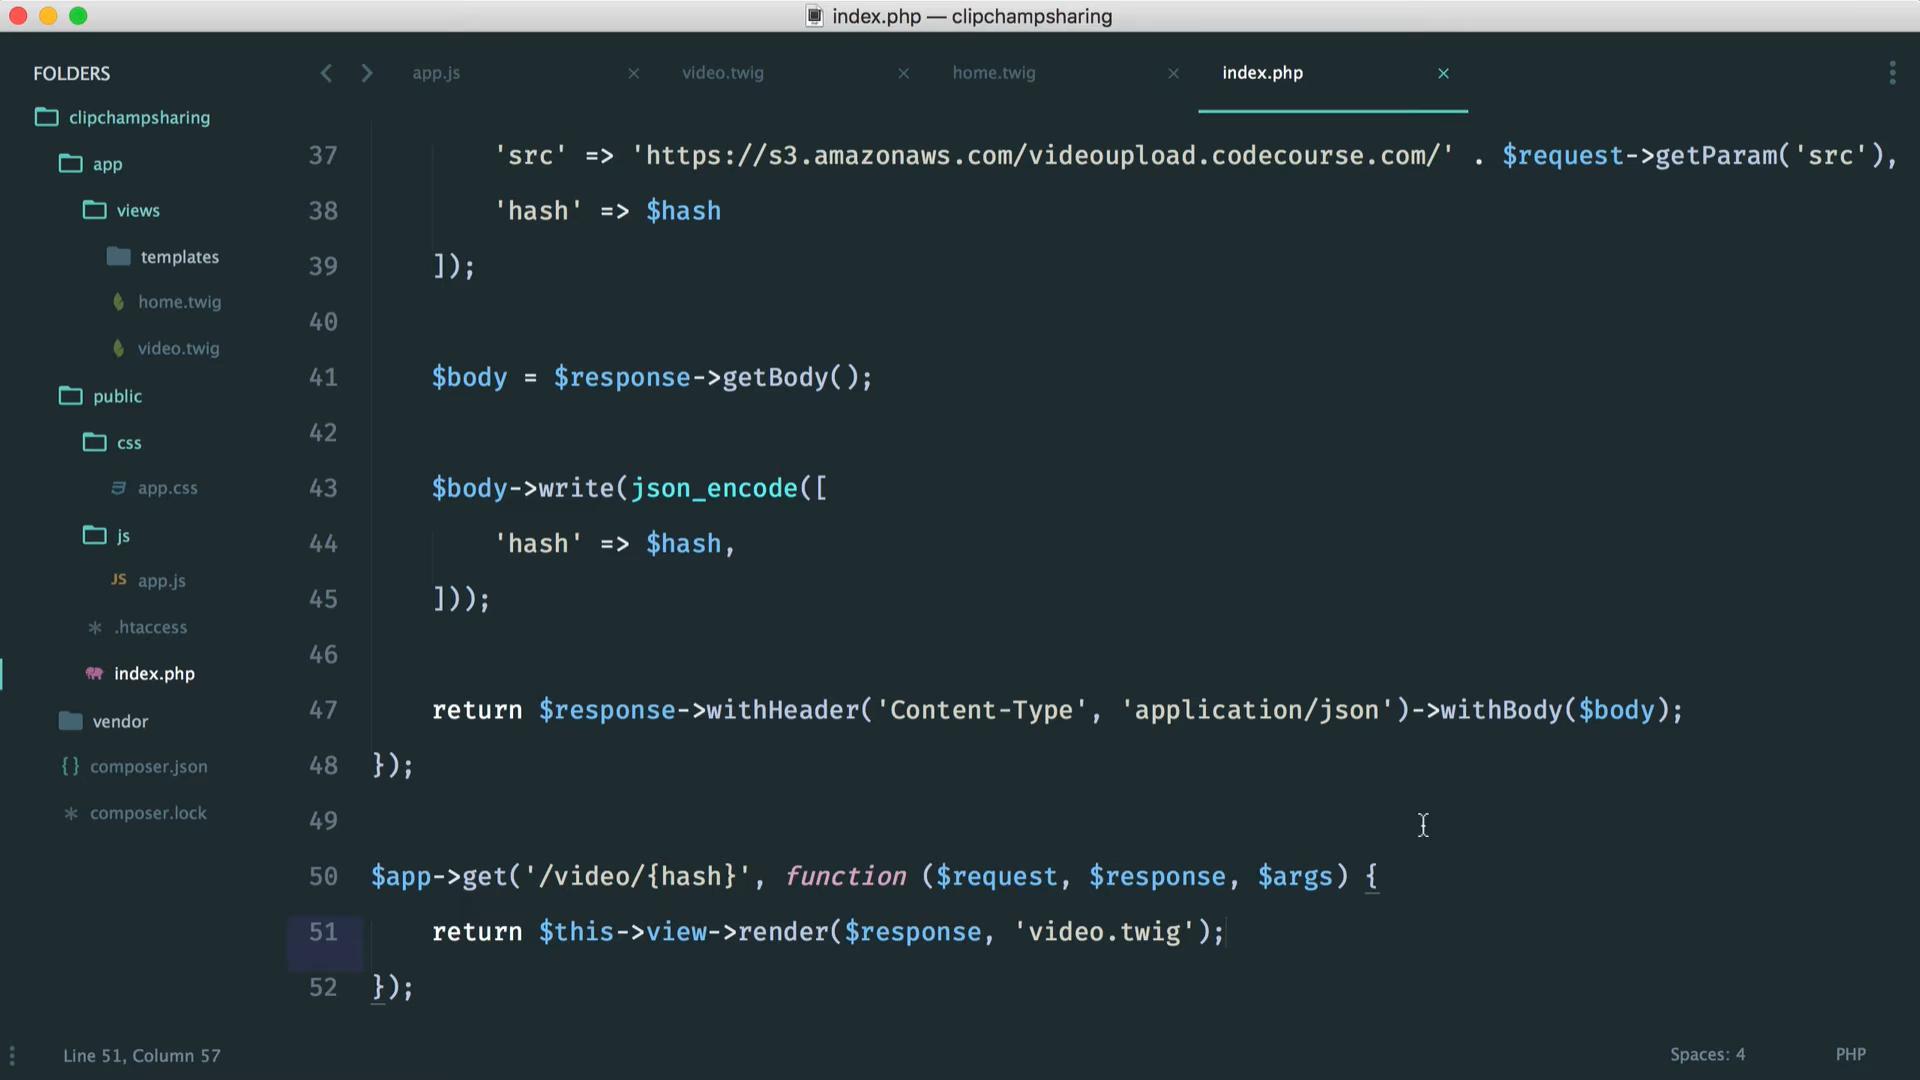 index.php — clipchampsharing
FOLDERS
clipchampsharing
app
views
templates
home.twig
video.twig
public
css
app.css
js
JS app.js
* .htaccess
index.php
vendor
{} composer.json
* composer.lock
app.js ×
video.twig ×
home.twig ×
index.php ×
37 'src' => 'https://s3.amazonaws.com/videoupload.codecourse.com/' . $request->getParam('src'),
38 'hash' => $hash
39 ]);
40
41 $body = $response->getBody();
42
43 $body->write(json_encode([
44 'hash' => $hash,
45 ]));
46
47 return $response->withHeader('Content-Type', 'application/json')->withBody($body);
48 });
49
50 $app->get('/video/{hash}', function ($request, $response, $args) {
51 return $this->view->render($response, 'video.twig');
52 });
Line 51, Column 57
Spaces: 4
PHP